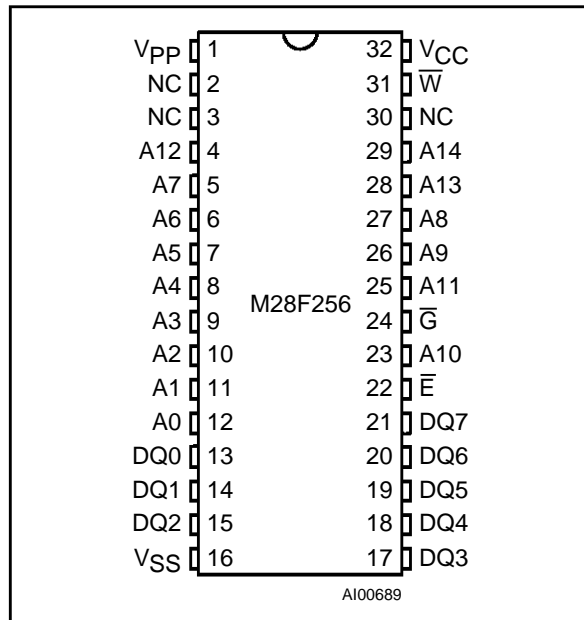 VPP 1 32 VCC
NC 2 31 W̅
NC 3 30 NC
A12 4 29 A14
A7 5 28 A13
A6 6 27 A8
A5 7 26 A9
A4 8 25 A11
M28F256
A3 9 24 G̅
A2 10 23 A10
A1 11 22 E̅
A0 12 21 DQ7
DQ0 13 20 DQ6
DQ1 14 19 DQ5
DQ2 15 18 DQ4
VSS 16 17 DQ3
AI00689